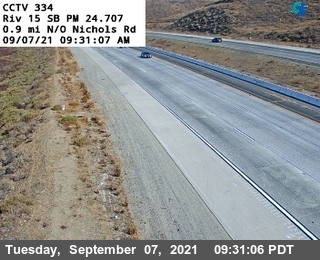 CCTV 334
Riv 15 SB PM 24.707
0.9 mi N/O Nichols Rd
09/07/21 09:31:07 AM
Tuesday, September 07, 2021 09:31:06 PDT